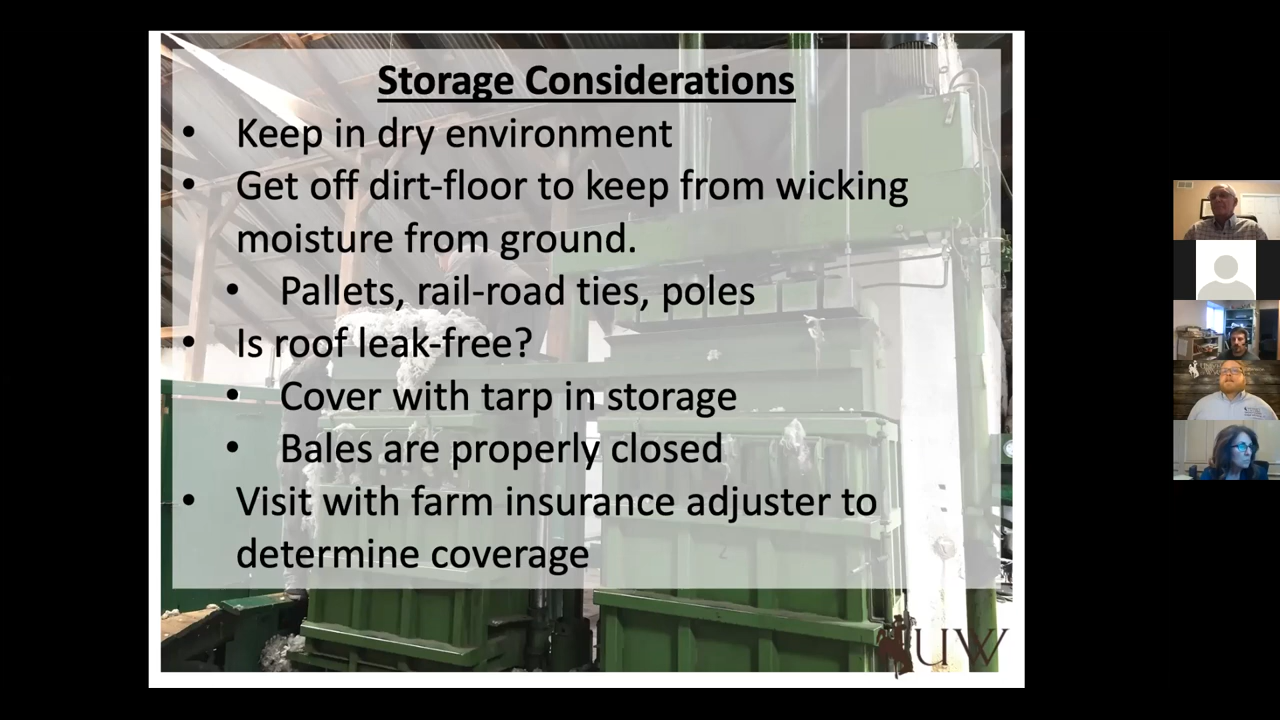 Storage Considerations
• Keep in dry environment
• Get off dirt-floor to keep from wicking
moisture from ground.
• Pallets, rail-road ties, poles
• Is roof leak-free?
• Cover with tarp in storage
• Bales are properly closed
• Visit with farm insurance adjuster to
determine coverage
UW